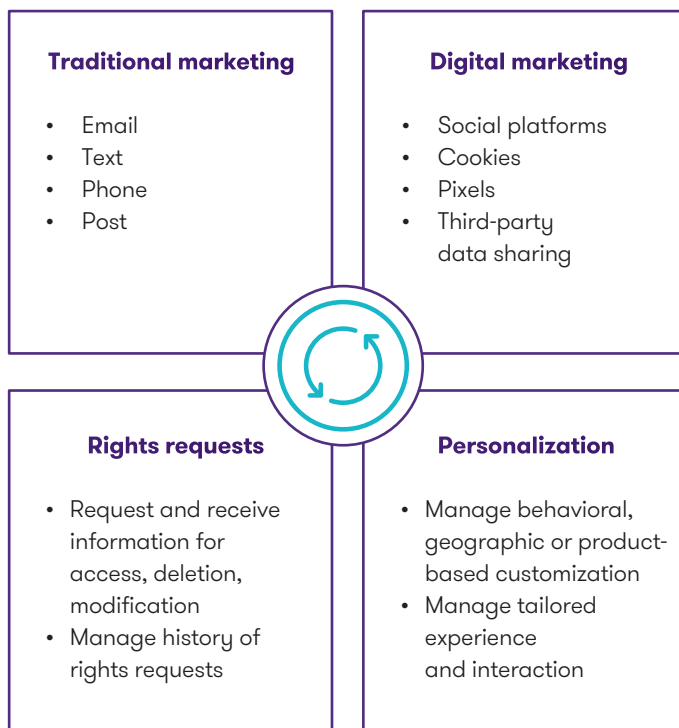 Traditional marketing
• Email
• Text
• Phone
• Post
Digital marketing
• Social platforms
• Cookies
• Pixels
• Third-party
data sharing
Rights requests
• Request and receive
information for
access, deletion,
modification
• Manage history of
rights requests
Personalization
• Manage behavioral,
geographic or product-
based customization
• Manage tailored
experience
and interaction